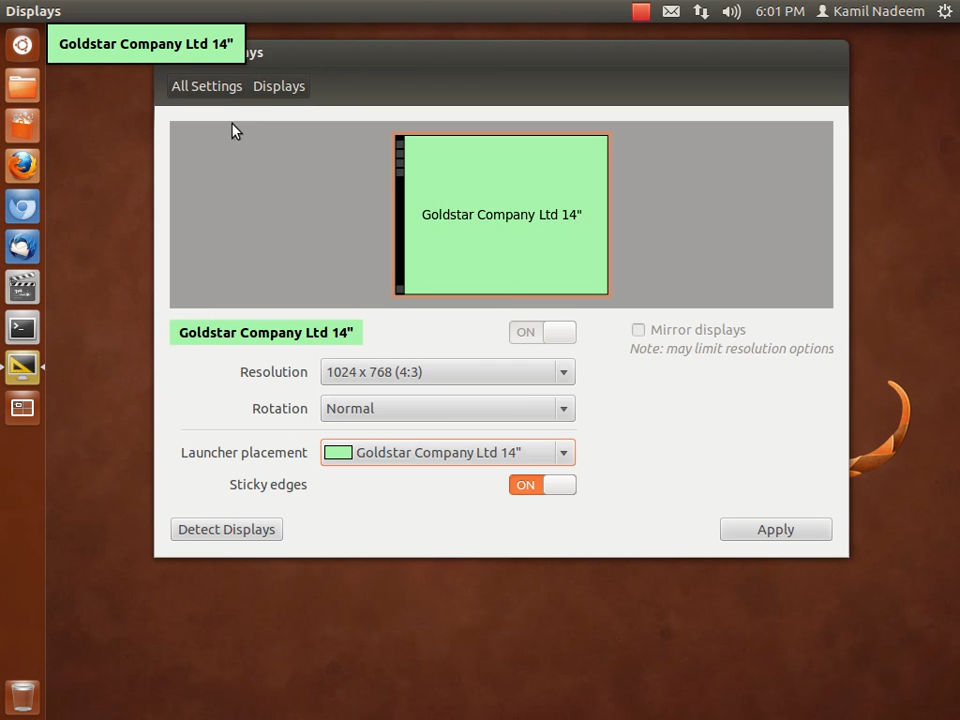 Displays 6:01 PM Kamil Nadeem
Goldstar Company Ltd 14"
ays
All Settings Displays
Goldstar Company Ltd 14"
Goldstar Company Ltd 14" ON Mirror displays
Note: may limit resolution options
Resolution 1024 x 768 (4:3)
Rotation Normal
Launcher placement Goldstar Company Ltd 14"
Sticky edges ON
Detect Displays Apply